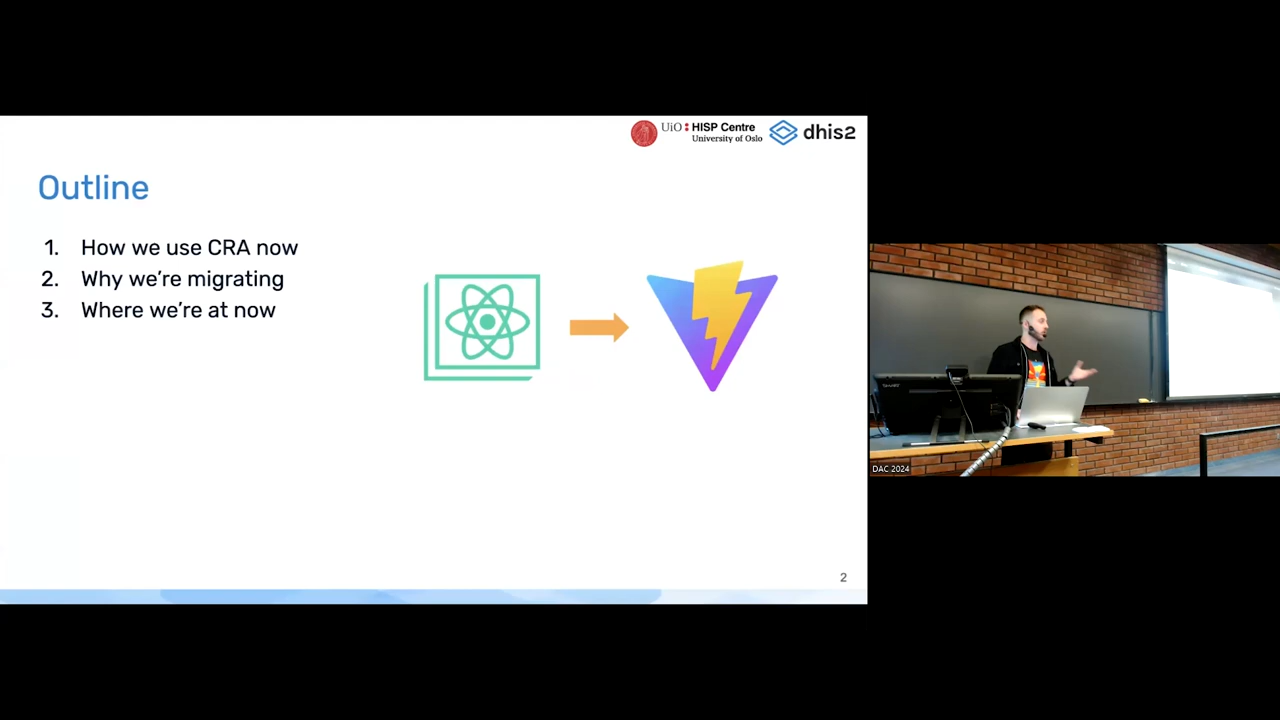 UiO : HISP Centre
University of Oslo
dhis2
Outline
1. How we use CRA now
2. Why we're migrating
3. Where we're at now
2
DAC 2024